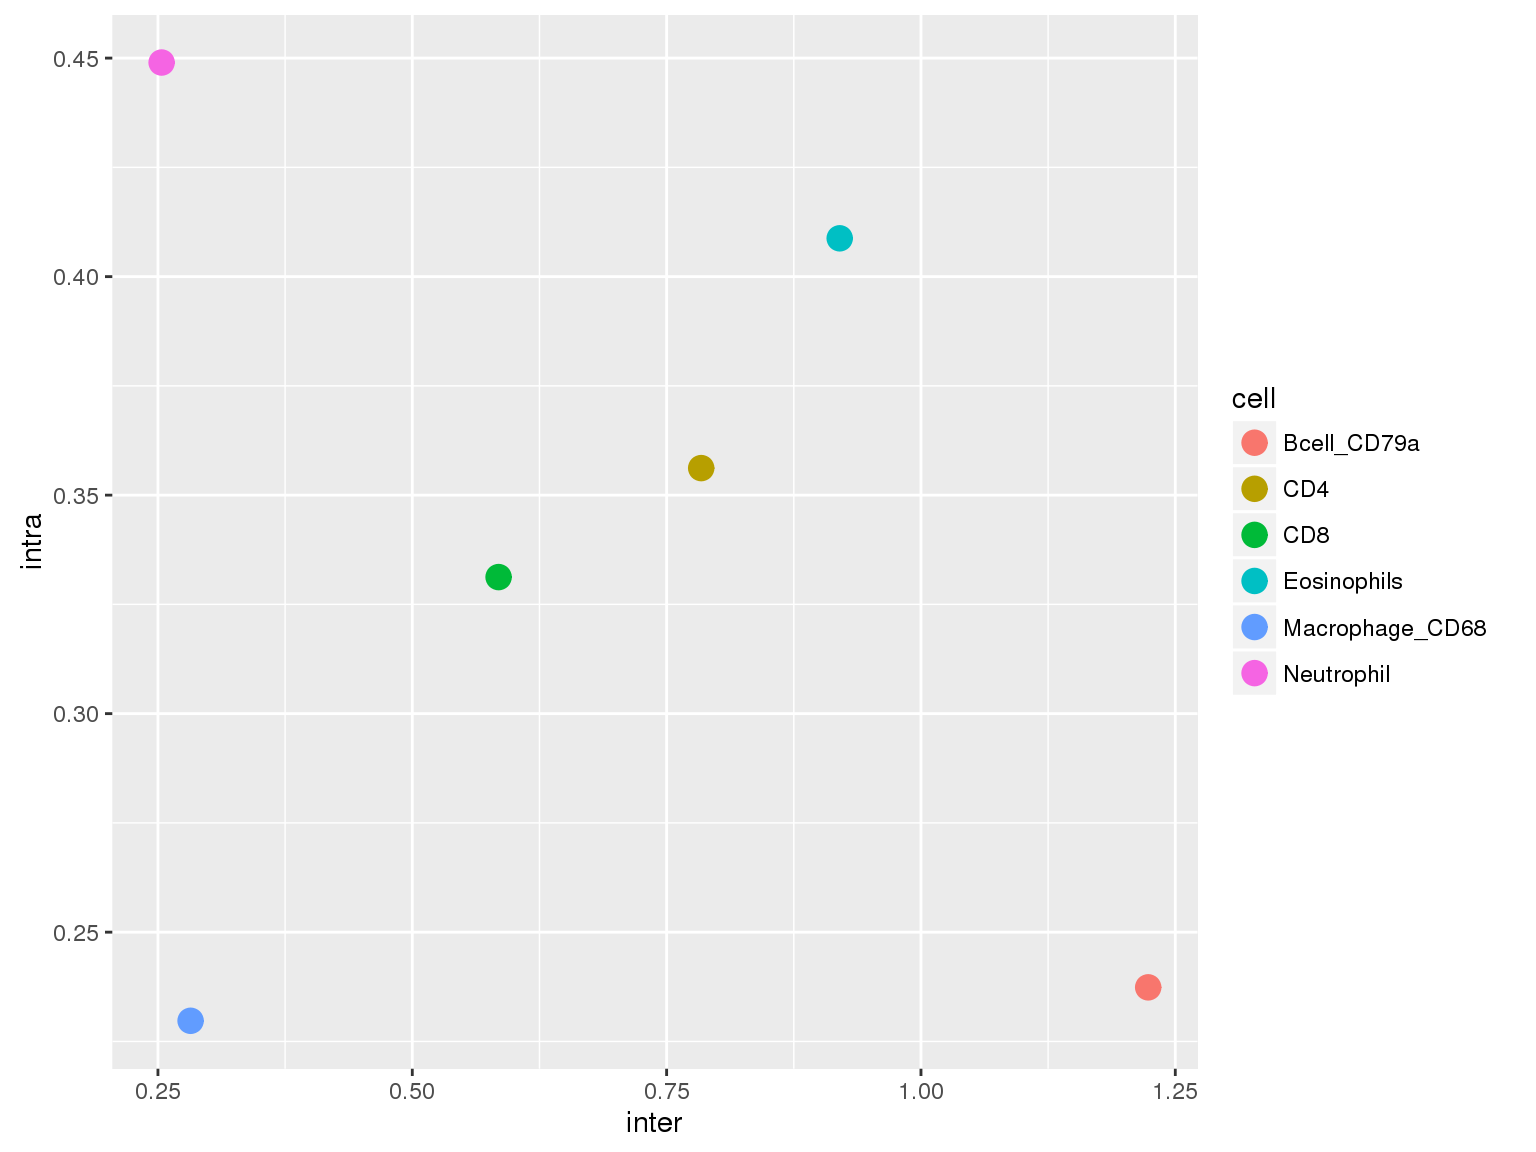 0.45
0.40
0.35
0.30
0.25
intra
0.25 0.50 0.75 1.00 1.25
inter
cell
Bcell_CD79a
CD4
CD8
Eosinophils
Macrophage_CD68
Neutrophil